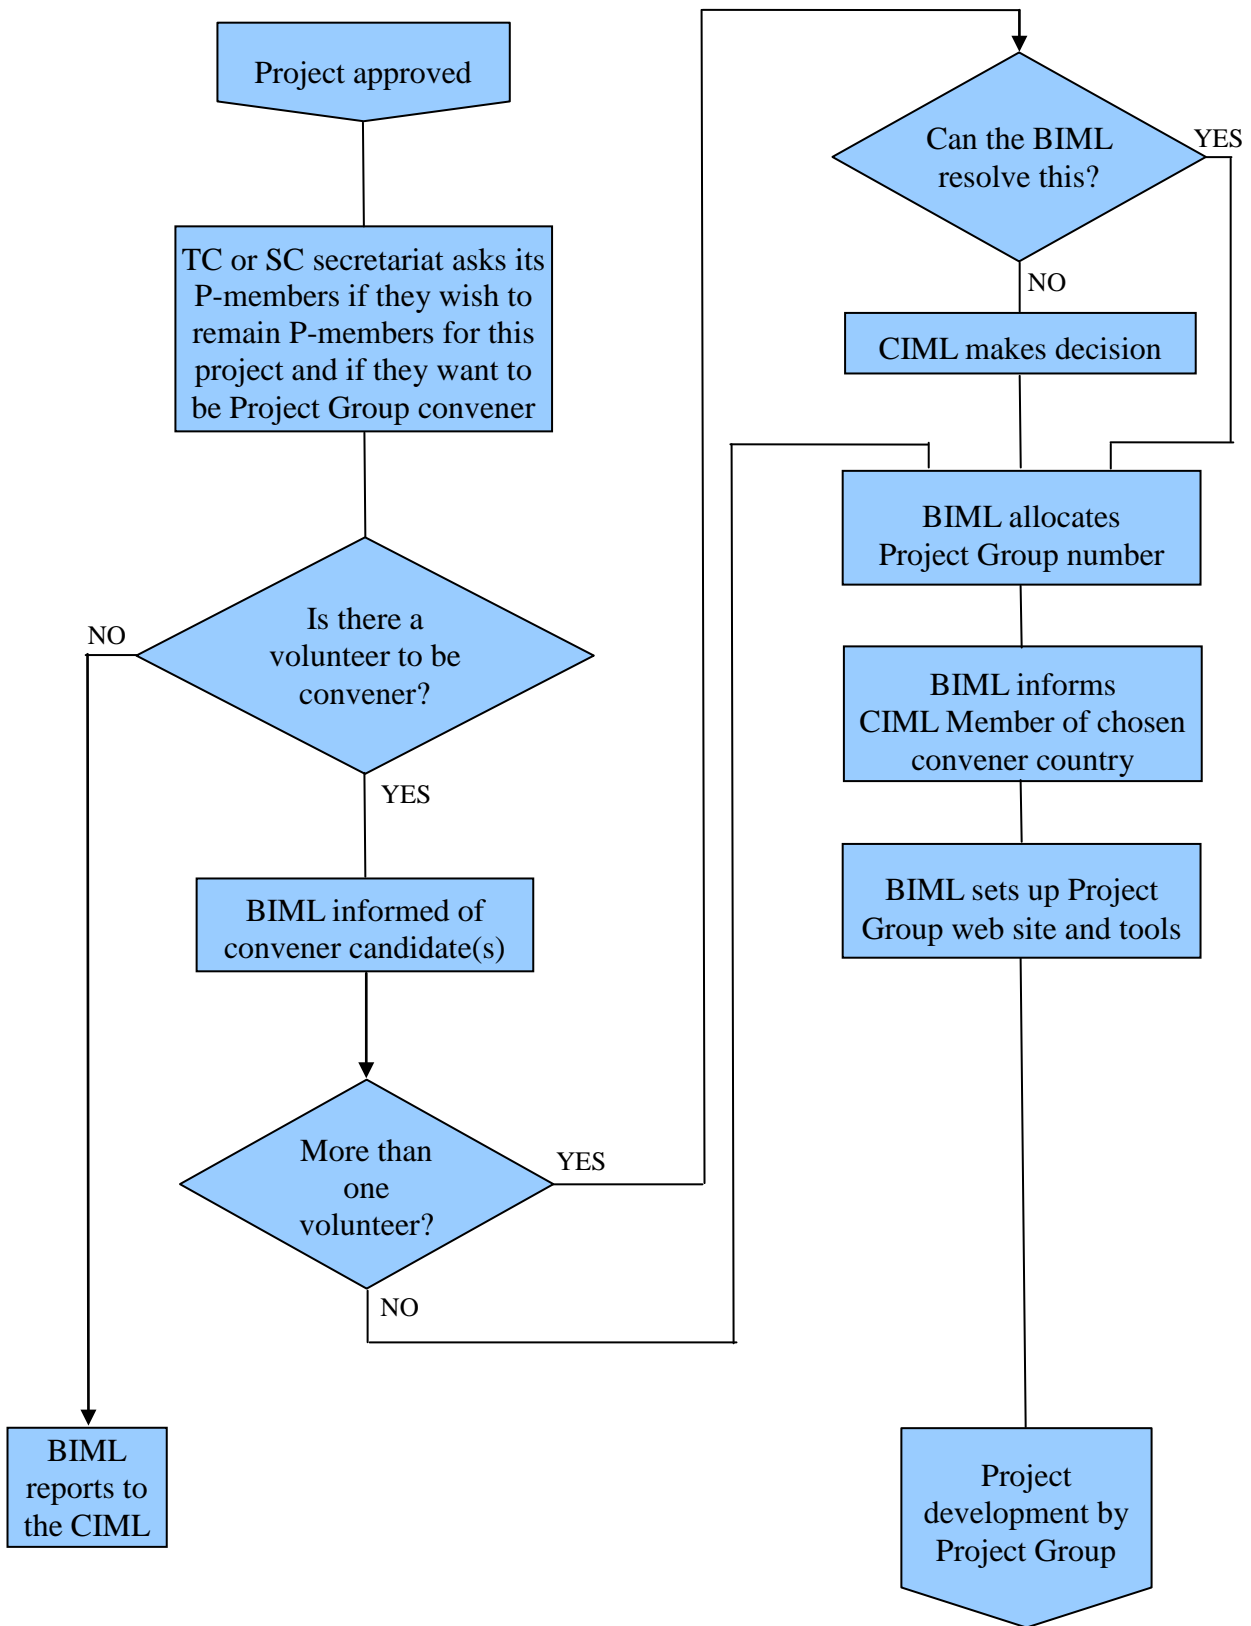 Project approved
TC or SC secretariat asks its
P-members if they wish to
remain P-members for this
project and if they want to
be Project Group convener
Is there a
volunteer to be
convener?
NO
YES
BIML informed of
convener candidate(s)
More than
one
volunteer?
YES
NO
BIML
reports to
the CIML
Can the BIML
resolve this?
YES
NO
CIML makes decision
BIML allocates
Project Group number
BIML informs
CIML Member of chosen
convener country
BIML sets up Project
Group web site and tools
Project
development by
Project Group